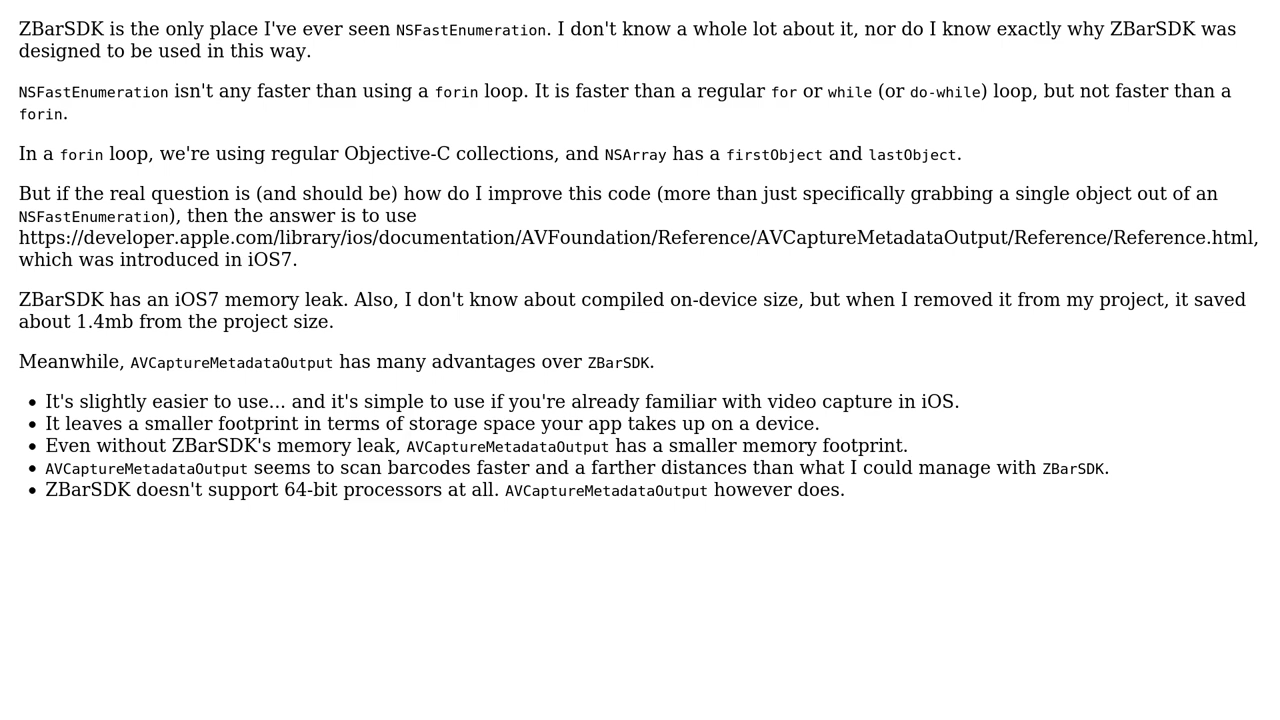 ZBarSDK is the only place I've ever seen NSFastEnumeration. I don't know a whole lot about it, nor do I know exactly why ZBarSDK was
designed to be used in this way.
NSFastEnumeration isn't any faster than using a forin loop. It is faster than a regular for or while (or do-while) loop, but not faster than a
forin.
In a forin loop, we're using regular Objective-C collections, and NSArray has a firstObject and lastObject.
But if the real question is (and should be) how do I improve this code (more than just specifically grabbing a single object out of an
NSFastEnumeration), then the answer is to use
https://developer.apple.com/library/ios/documentation/AVFoundation/Reference/AVCaptureMetadataOutput/Reference/Reference.html,
which was introduced in iOS7.
ZBarSDK has an iOS7 memory leak. Also, I don't know about compiled on-device size, but when I removed it from my project, it saved
about 1.4mb from the project size.
Meanwhile, AVCaptureMetadataOutput has many advantages over ZBarSDK.
• It's slightly easier to use... and it's simple to use if you're already familiar with video capture in iOS.
• It leaves a smaller footprint in terms of storage space your app takes up on a device.
• Even without ZBarSDK's memory leak, AVCaptureMetadataOutput has a smaller memory footprint.
• AVCaptureMetadataOutput seems to scan barcodes faster and a farther distances than what I could manage with ZBarSDK.
• ZBarSDK doesn't support 64-bit processors at all. AVCaptureMetadataOutput however does.